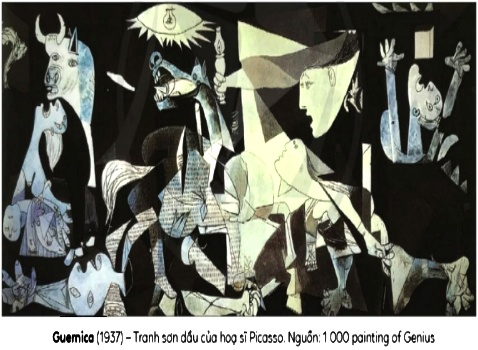 Guernica (1937) – Tranh sơn dầu của hoạ sĩ Picasso. Nguồn: 1 000 painting of Genius